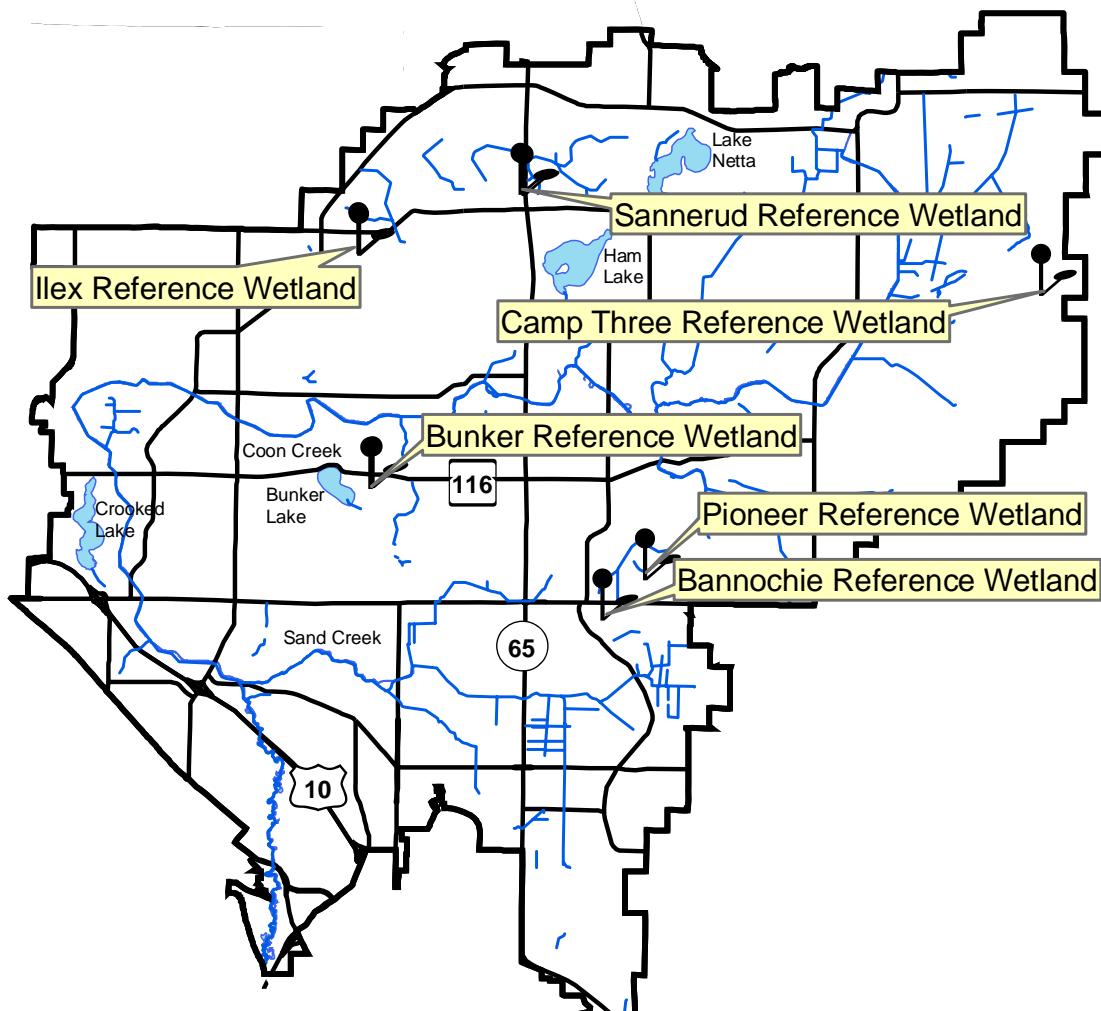 Lake
Netta
Sannerud Reference Wetland
Ham
Lake
Ilex Reference Wetland
Camp Three Reference Wetland
Bunker Reference Wetland
Coon Creek
116
Bunker
Lake
Crooked
Lake
Pioneer Reference Wetland
Bannochie Reference Wetland
Sand Creek
65
10